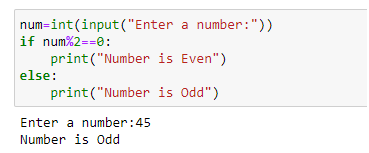 num=int(input("Enter a number:"))
if num%2==0:
    print("Number is Even")
else:
    print("Number is Odd")
Enter a number:45
Number is Odd